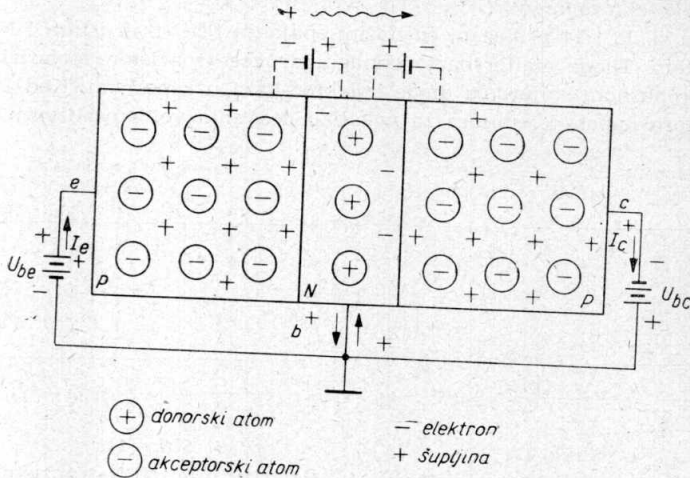 +
− + + −
e
c
+ I_e
U_be
−
+
I_c
−
U_bc
+
P
N
P
+
b
+
+ donorski atom
− elektron
− akceptorski atom
+ šupljina